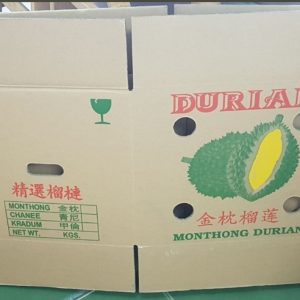 精選榴槤
MONTHONG 金枕
CHANEE 青尼
KRADUM 甲倫
NET WT. KGS.
DURIAN
金枕榴莲
MONTHONG DURIAN